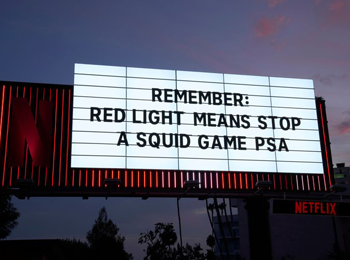 REMEMBER:
RED LIGHT MEANS STOP
A SQUID GAME PSA
N
NETFLIX